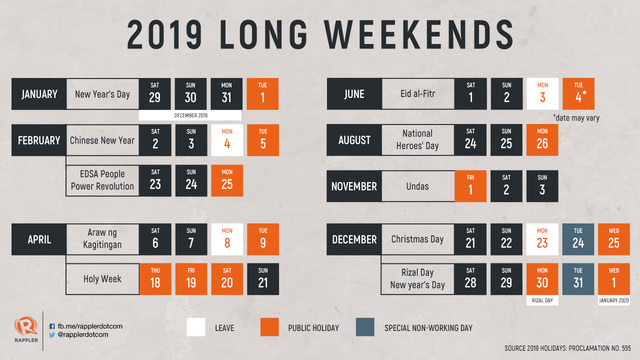 2019 LONG WEEKENDS
JANUARY
New Year's Day
SAT SUN MON TUE
29 30 31 1
DECEMBER 2019
FEBRUARY
Chinese New Year
SAT SUN MON TUE
2 3 4 5
EDSA People
Power Revolution
SAT SUN MON
23 24 25
APRIL
Araw ng
Kagitingan
SAT SUN MON TUE
6 7 8 9
Holy Week
THU FRI SAT SUN
18 19 20 21
JUNE
Eid al-Fitr
SAT SUN MON TUE
1 2 3 4*
*date may vary
AUGUST
National
Heroes' Day
SAT SUN MON
24 25 26
NOVEMBER
Undas
FRI SAT SUN
1 2 3
DECEMBER
Christmas Day
SAT SUN MON TUE WED
21 22 23 24 25
Rizal Day
New year's Day
SAT SUN MON TUE WED
28 29 30 31 1
RIZAL DAY
JANUARY 2020
RAPPLER
fb.me/rapplerdotcom
@rapplerdotcom
LEAVE
PUBLIC HOLIDAY
SPECIAL NON-WORKING DAY
SOURCE 2019 HOLIDAYS: PROCLAMATION NO. 555